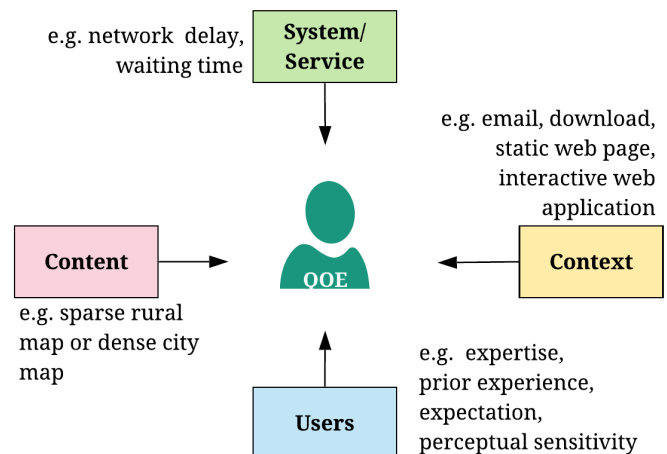 e.g. network delay,
waiting time
System/
Service
e.g. email, download,
static web page,
interactive web
application
Content
QOE
Context
e.g. sparse rural
map or dense city
map
Users
e.g. expertise,
prior experience,
expectation,
perceptual sensitivity